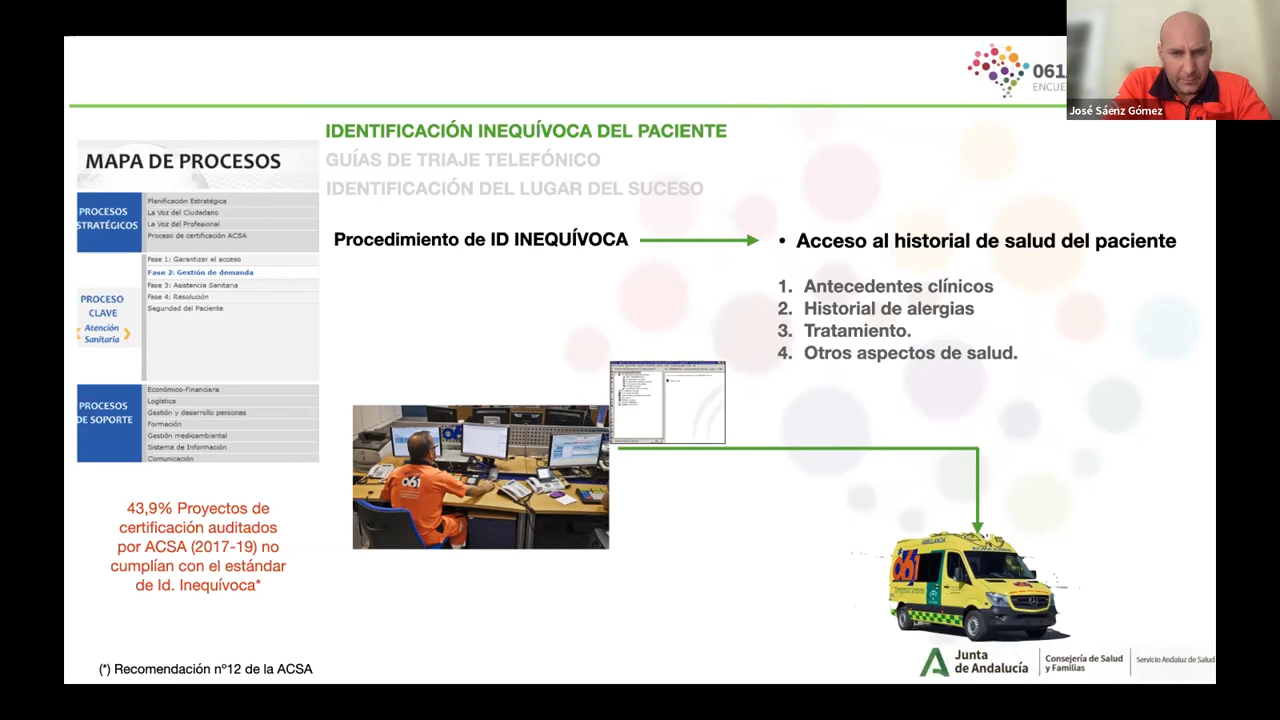 061
ENCUE
José Sáenz Gómez
IDENTIFICACIÓN INEQUÍVOCA DEL PACIENTE
GUÍAS DE TRIAJE TELEFÓNICO
IDENTIFICACIÓN DEL LUGAR DEL SUCESO
MAPA DE PROCESOS
PROCESOS
STRATÉGICOS
Planificación Estratégica
La Voz del Ciudadano
La Voz del Profesional
Proceso de certificación ACSA
PROCESO
CLAVE
Atención
Sanitaria
Fase 1: Garantizar el acceso
Fase 2: Gestión de demanda
Fase 3: Asistencia Sanitaria
Fase 4: Resolución
Seguridad del Paciente
PROCESOS
DE SOPORTE
Económico-Financiera
Logística
Gestión y desarrollo personas
Formación
Gestión medioambiental
Sistema de Información
Comunicación
Procedimiento de ID INEQUÍVOCA
• Acceso al historial de salud del paciente
1. Antecedentes clínicos
2. Historial de alergias
3. Tratamiento.
4. Otros aspectos de salud.
061
43,9% Proyectos de
certificación auditados
por ACSA (2017-19) no
cumplían con el estándar
de Id. Inequívoca*
AMBULANCIA
061
(*) Recomendación nº12 de la ACSA
Junta
de Andalucía
Consejería de Salud
y Familias
Servicio Andaluz de Salud